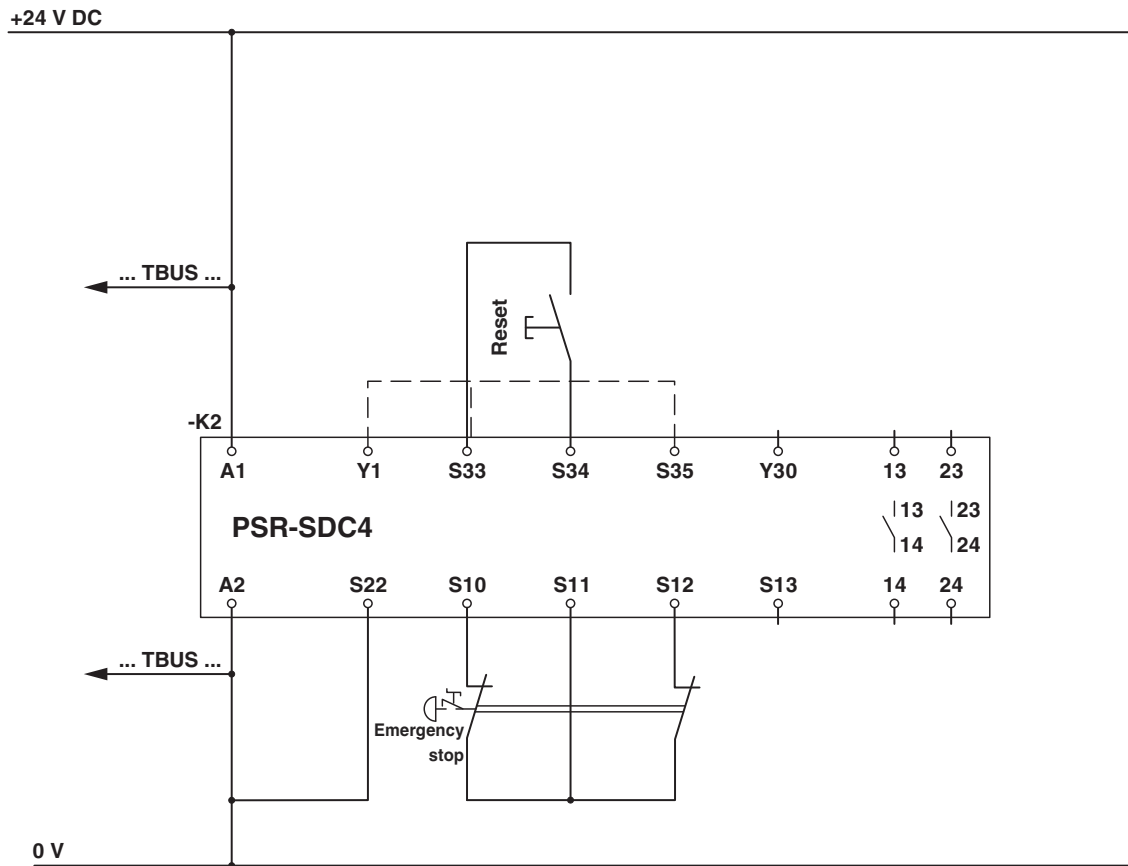 +24 V DC
... TBUS ...
Reset
-K2
A1 Y1 S33 S34 S35 Y30 13 23
PSR-SDC4
13 23
14 24
A2 S22 S10 S11 S12 S13 14 24
... TBUS ...
Emergency
stop
0 V